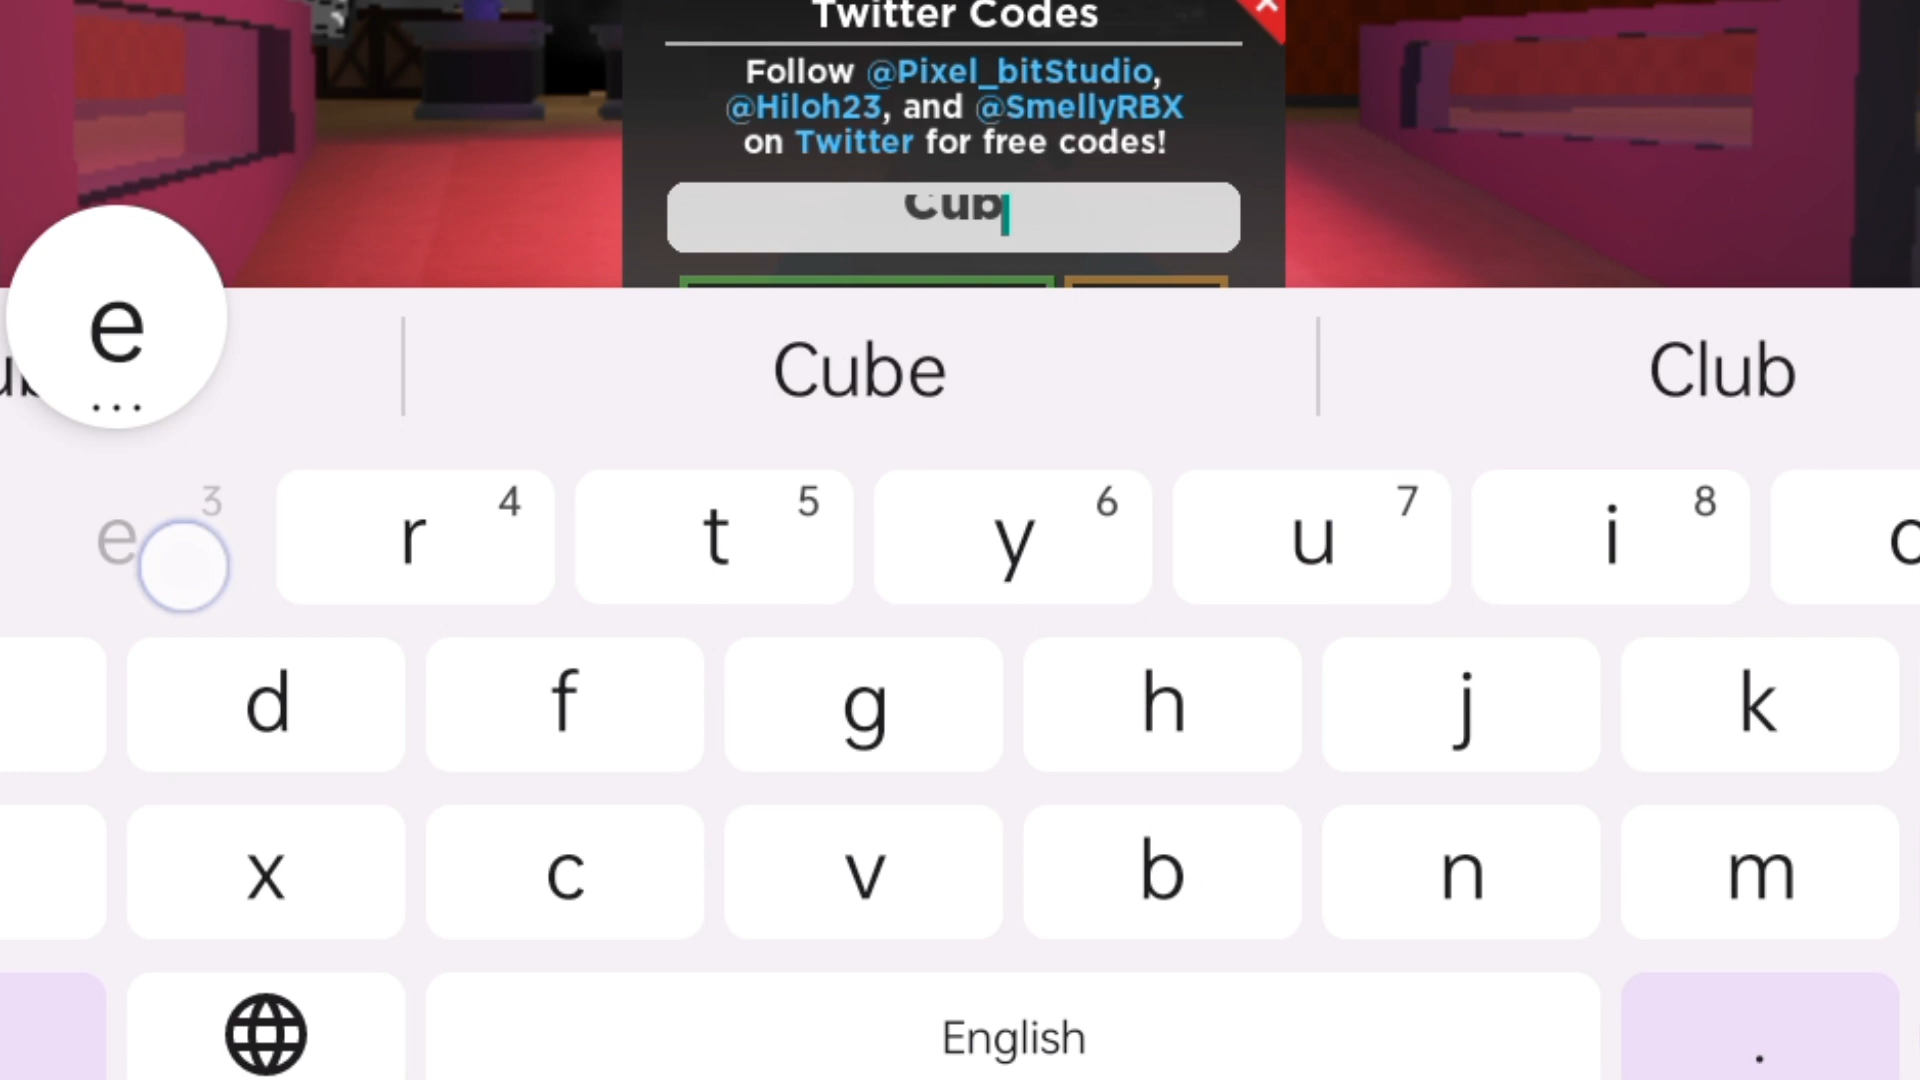 Twitter Codes
Follow @Pixel_bitStudio,
@Hiloh23, and @SmellyRBX
on Twitter for free codes!
Cub
e
...
Cube
Club
e 3 r 4 t 5 y 6 u 7 i 8
d f g h j k
x c v b n m
English .